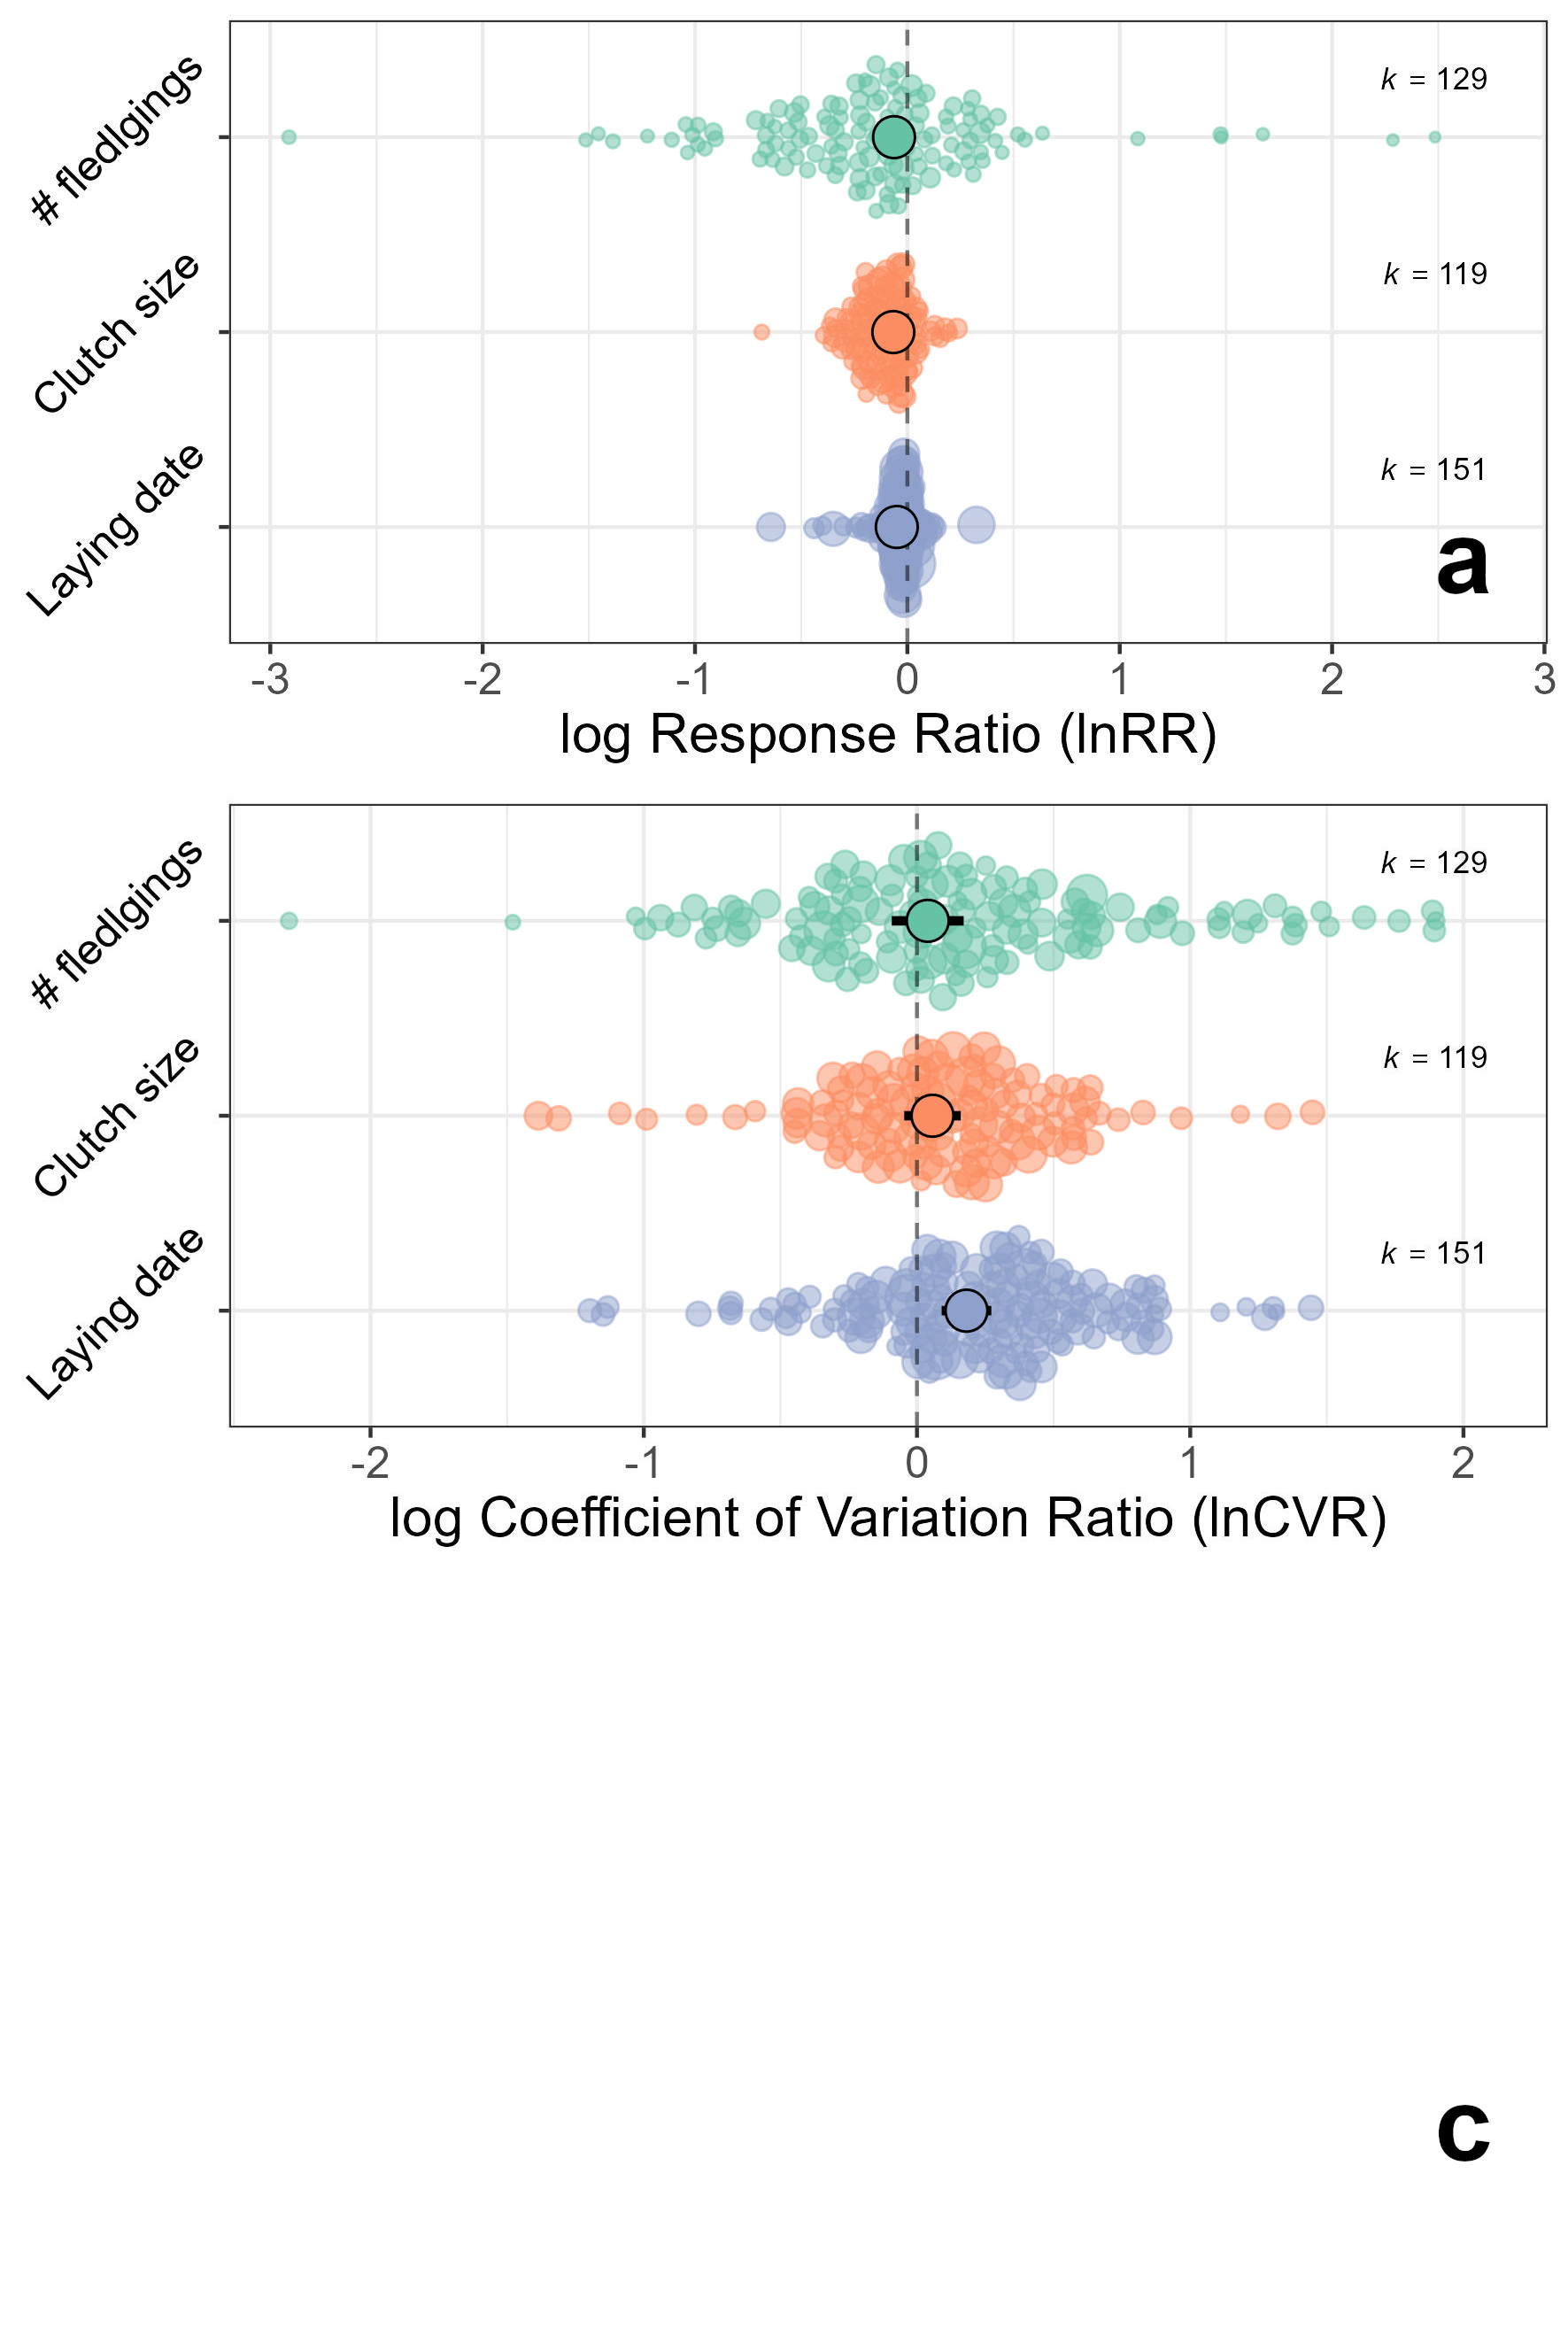 # fledlgings
k = 129
Clutch size
k = 119
Laying date
k = 151
a
-3 -2 -1 0 1 2 3
log Response Ratio (lnRR)
# fledlgings
k = 129
Clutch size
k = 119
Laying date
k = 151
-2 -1 0 1 2
log Coefficient of Variation Ratio (lnCVR)
c